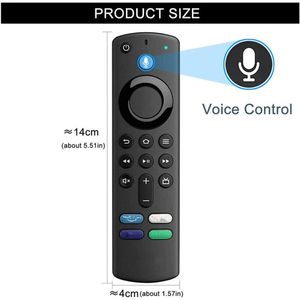 PRODUCT SIZE
Voice Control
≈14cm
(about 5.51in)
≈4cm(about 1.57in)